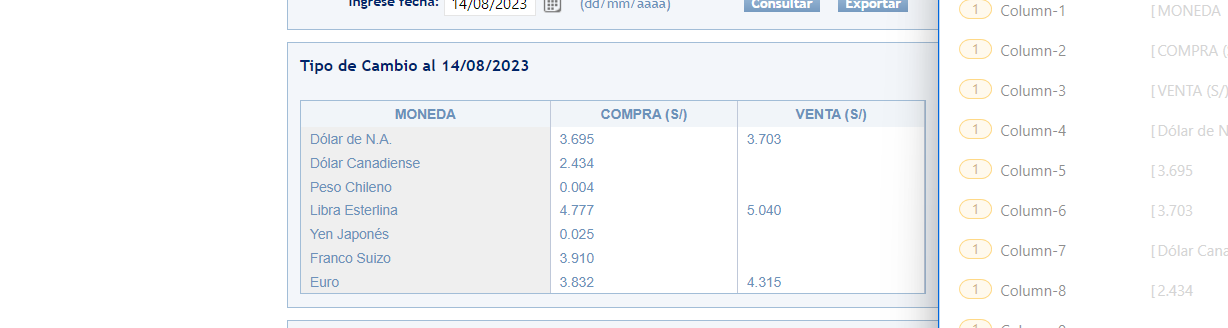 Ingrese fecha: 14/08/2023 (dd/mm/aaaa) Consultar Exportar
Tipo de Cambio al 14/08/2023
MONEDA COMPRA (S/) VENTA (S/)
Dólar de N.A. 3.695 3.703
Dólar Canadiense 2.434
Peso Chileno 0.004
Libra Esterlina 4.777 5.040
Yen Japonés 0.025
Franco Suizo 3.910
Euro 3.832 4.315
1 Column-1 [MONEDA
1 Column-2 [COMPRA (
1 Column-3 [VENTA (S/)
1 Column-4 [Dólar de N
1 Column-5 [3.695
1 Column-6 [3.703
1 Column-7 [Dólar Cana
1 Column-8 [2.434